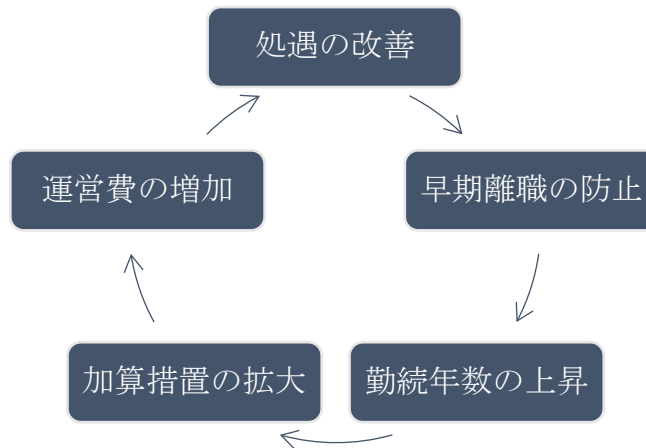 処遇の改善
早期離職の防止
勤続年数の上昇
加算措置の拡大
運営費の増加